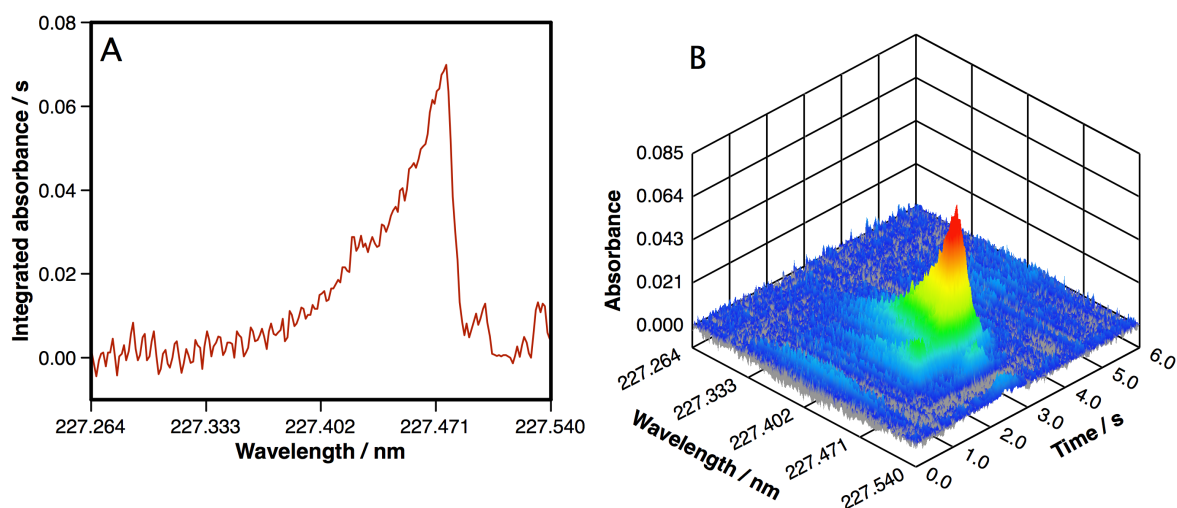 A
Integrated absorbance / s
0.08
0.06
0.04
0.02
0.00
227.264 227.333 227.402 227.471 227.540
Wavelength / nm
B
Absorbance
0.085
0.064
0.043
0.021
0.000
227.264
227.333
227.402
227.471
227.540
Wavelength / nm
0.0
1.0
2.0
3.0
4.0
5.0
6.0
Time / s